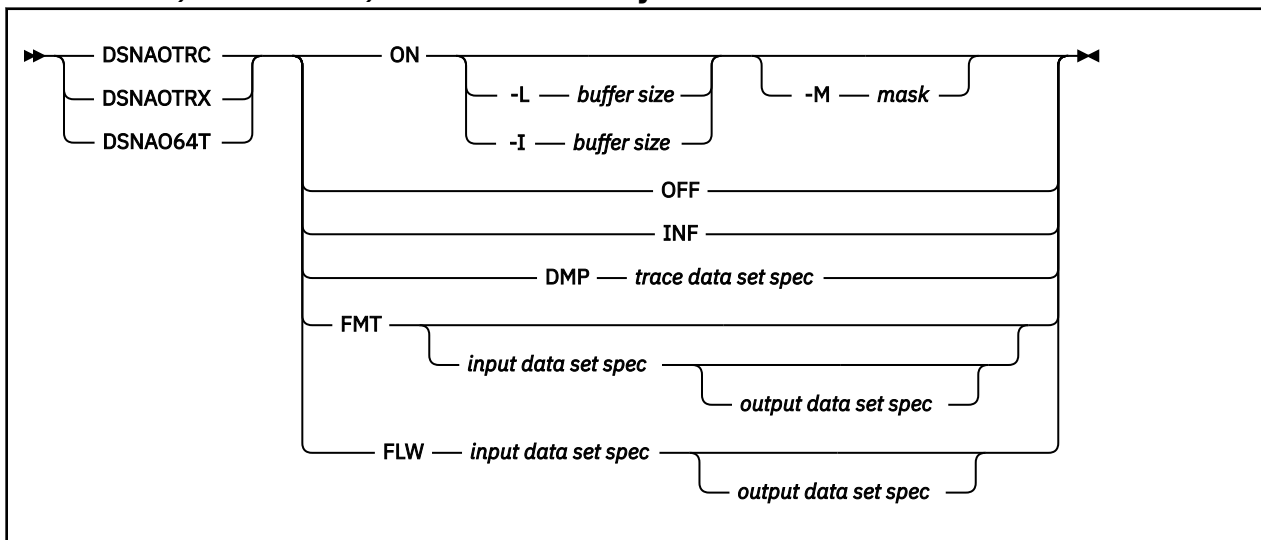 DSNAOTRC ON
DSNAOTRX -L buffer size -M mask
DSNAO64T -I buffer size
OFF
INF
DMP trace data set spec
FMT
input data set spec
output data set spec
FLW input data set spec
output data set spec